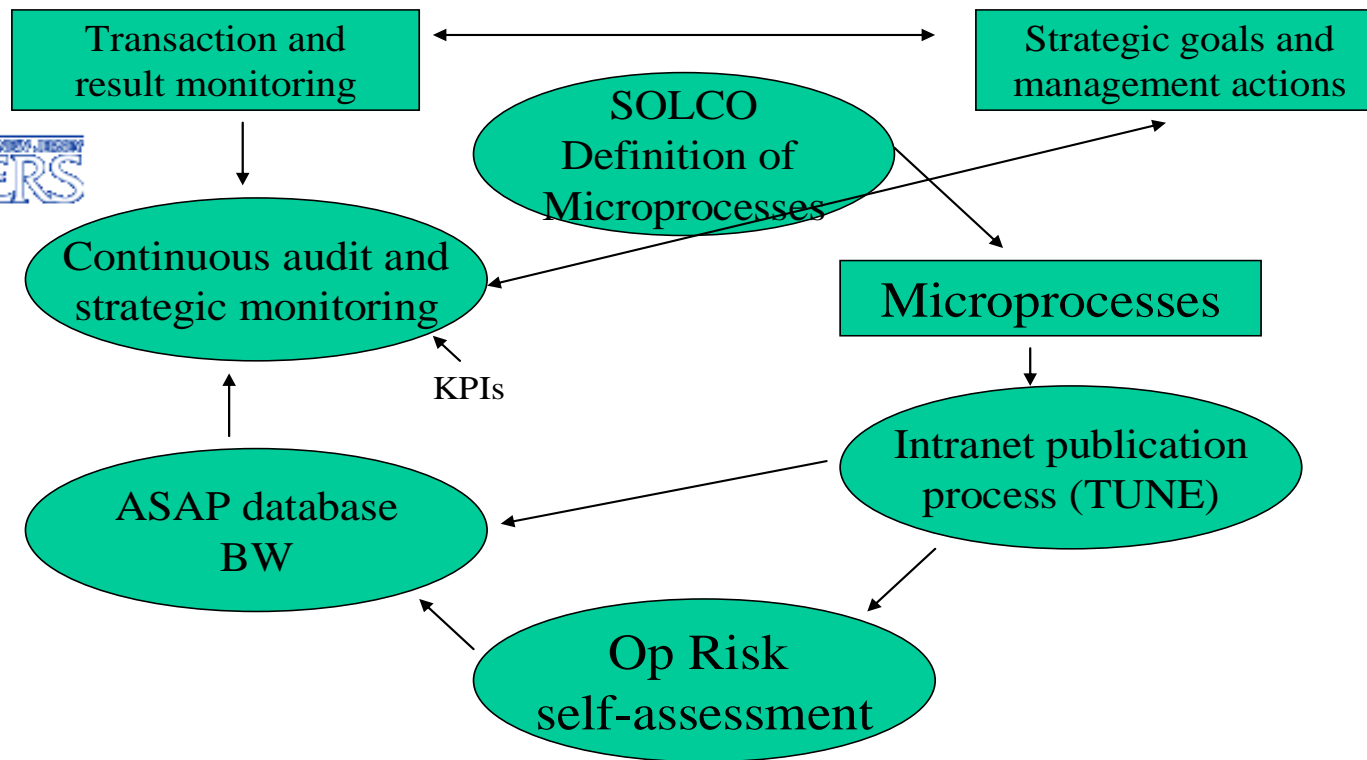 Transaction and
result monitoring
Strategic goals and
management actions
SOLCO
Definition of
Microprocesses
ERS
Continuous audit and
strategic monitoring
Microprocesses
KPIs
Intranet publication
process (TUNE)
ASAP database
BW
Op Risk
self-assessment